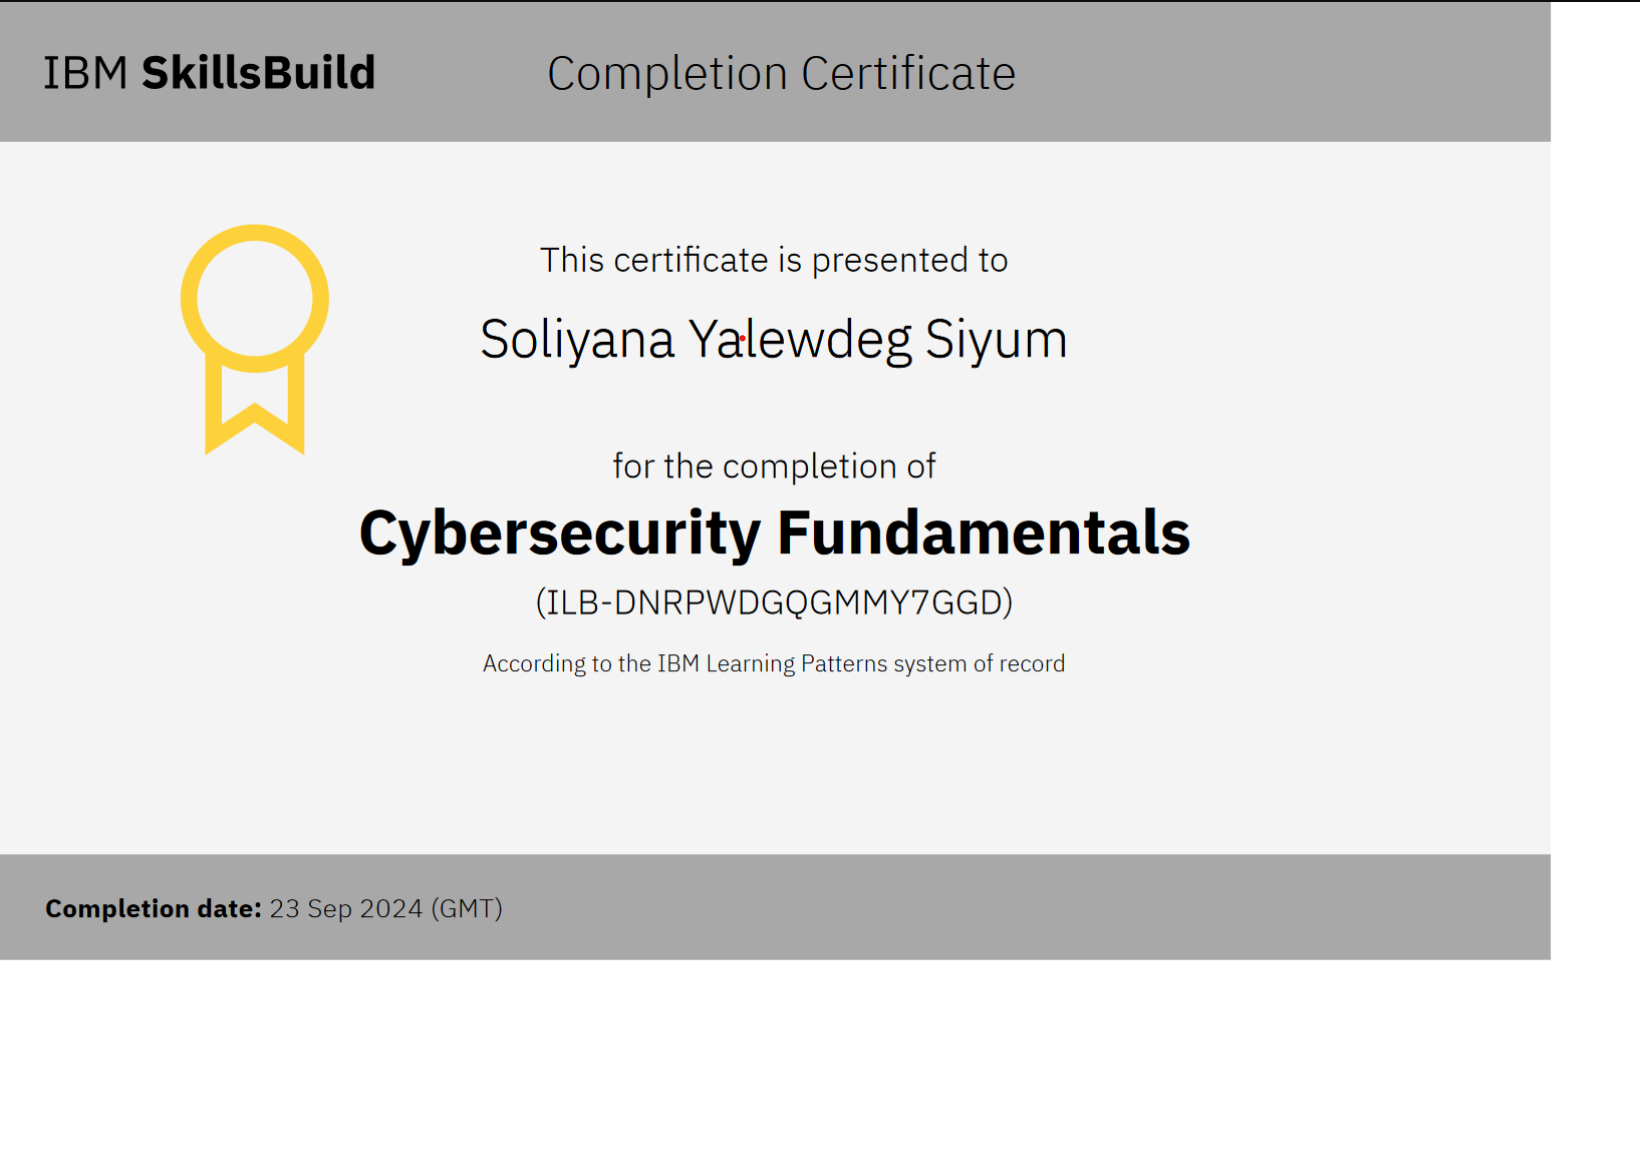 IBM SkillsBuild
Completion Certificate
This certificate is presented to
Soliyana Yalewdeg Siyum
for the completion of
Cybersecurity Fundamentals
(ILB-DNRPWDGQGMMY7GGD)
According to the IBM Learning Patterns system of record
Completion date: 23 Sep 2024 (GMT)